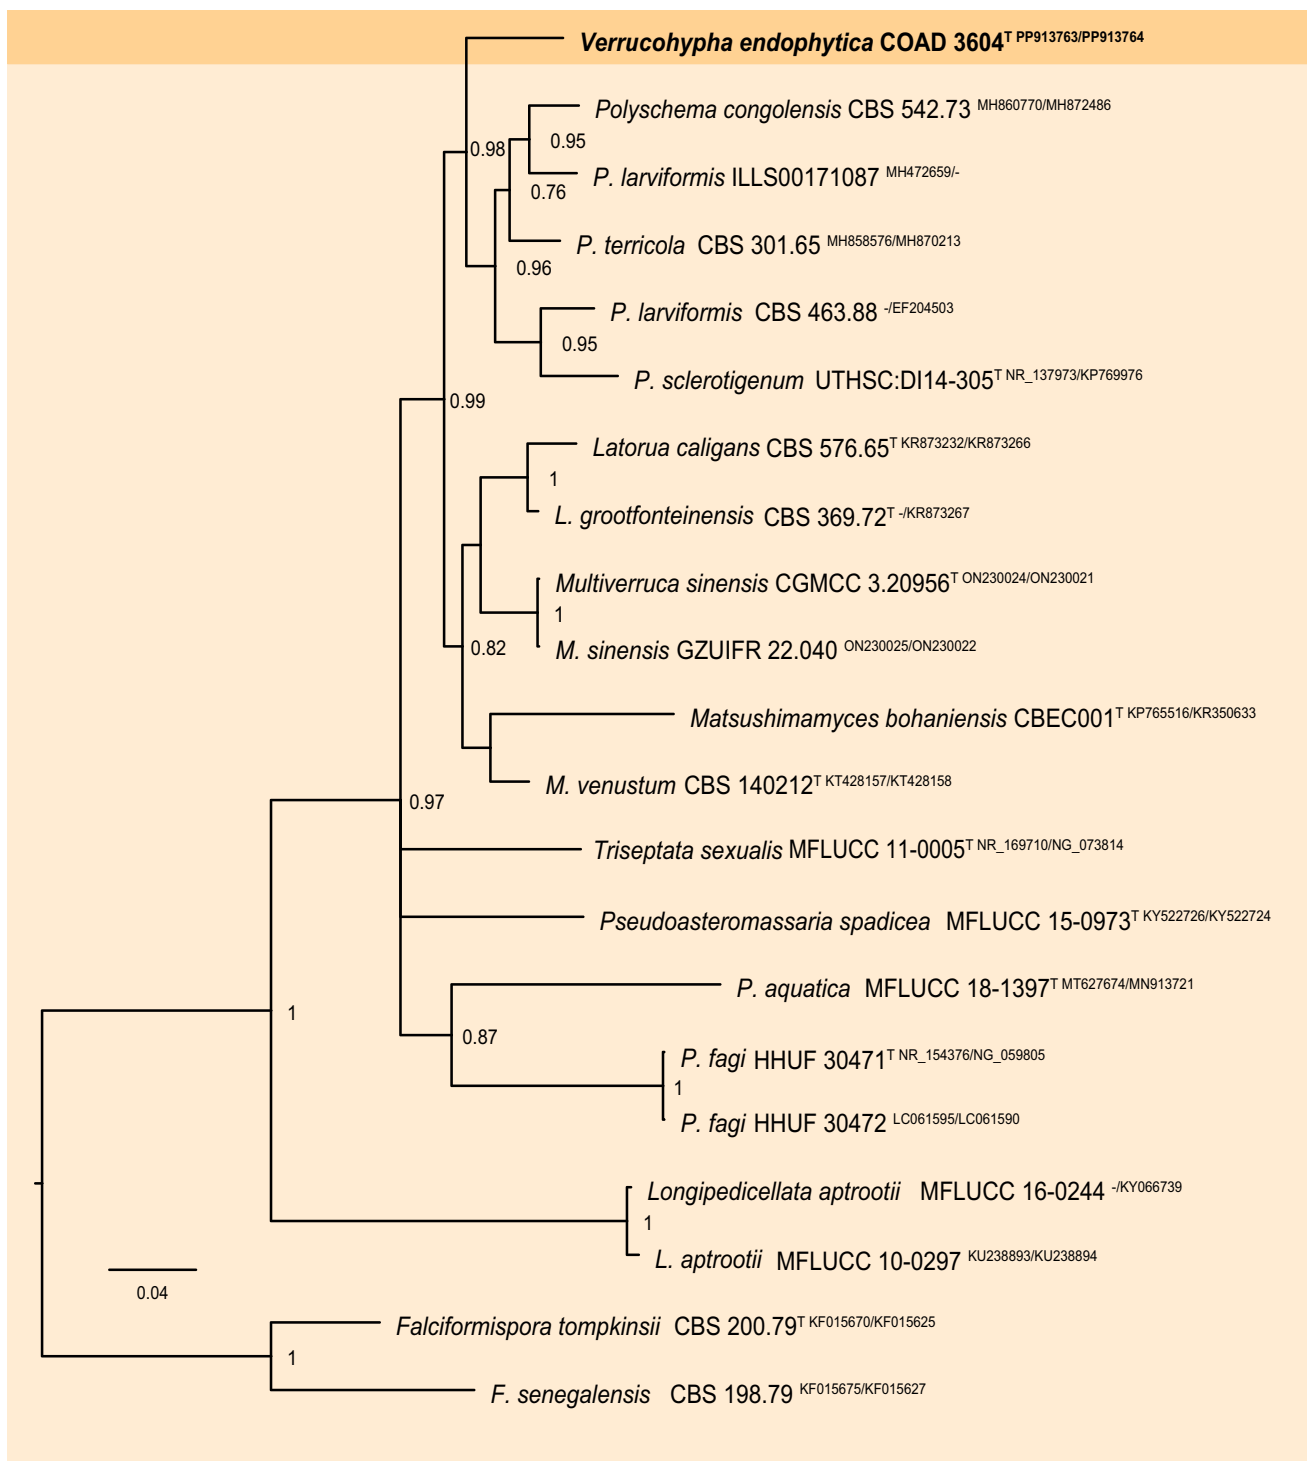 Verrucohypha endophytica COAD 3604T PP913763/PP913764
Polyschema congolensis CBS 542.73 MH860770/MH872486
0.98
0.95
P. larviformis ILLS00171087 MH472659/-
0.76
P. terricola CBS 301.65 MH858576/MH870213
0.96
P. larviformis CBS 463.88 -/EF204503
0.95
P. sclerotigenum UTHSC:DI14-305T NR_137973/KP769976
0.99
Latorua caligans CBS 576.65T KR873232/KR873266
1
L. grootfonteinensis CBS 369.72T -/KR873267
Multiverruca sinensis CGMCC 3.20956T ON230024/ON230021
1
0.82
M. sinensis GZUIFR 22.040 ON230025/ON230022
Matsushimamyces bohaniensis CBEC001T KP765516/KR350633
M. venustum CBS 140212T KT428157/KT428158
0.97
Triseptata sexualis MFLUCC 11-0005T NR_169710/NG_073814
Pseudoasteromassaria spadicea MFLUCC 15-0973T KY522726/KY522724
P. aquatica MFLUCC 18-1397T MT627674/MN913721
1
0.87
P. fagi HHUF 30471T NR_154376/NG_059805
1
P. fagi HHUF 30472 LC061595/LC061590
Longipedicellata aptrootii MFLUCC 16-0244 -/KY066739
1
L. aptrootii MFLUCC 10-0297 KU238893/KU238894
0.04
Falciformispora tompkinsii CBS 200.79T KF015670/KF015625
1
F. senegalensis CBS 198.79 KF015675/KF015627